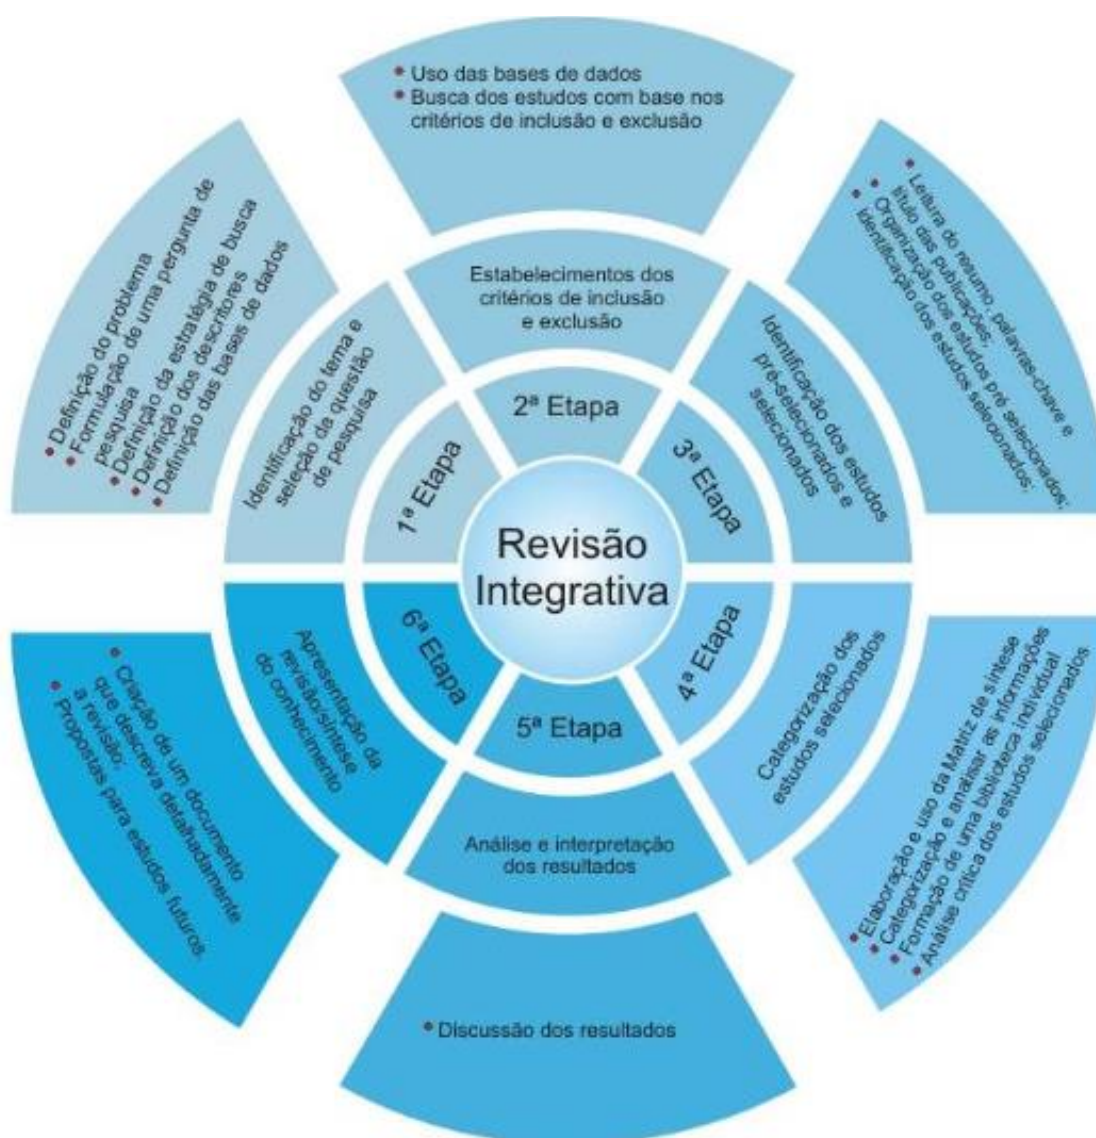 Revisão
Integrativa
1ª Etapa
Identificação do tema e
seleção da questão
de pesquisa
• Definição do problema
• Formulação de uma pergunta de
pesquisa
• Definição da estratégia de busca
• Definição dos descritores
• Definição das bases de dados
2ª Etapa
Estabelecimentos dos
critérios de inclusão
e exclusão
• Uso das bases de dados
• Busca dos estudos com base nos
critérios de inclusão e exclusão
3ª Etapa
Identificação dos estudos
pré-selecionados e
selecionados
• Leitura do resumo, palavras-chave e
título das publicações;
• Organização dos estudos pré selecionados;
• Identificação dos estudos selecionados;
4ª Etapa
Categorização dos
estudos selecionados
• Elaboração e uso da Matriz de síntese
• Categorização e análisar as informações
• Formação de uma biblioteca individual
• Análise crítica dos estudos selecionados
5ª Etapa
Análise e interpretação
dos resultados
• Discussão dos resultados
6ª Etapa
Apresentação da
revisão/síntese
do conhecimento
• Criação de um documento
que descreva detalhadamente
a revisão;
• Propostas para estudos futuros.